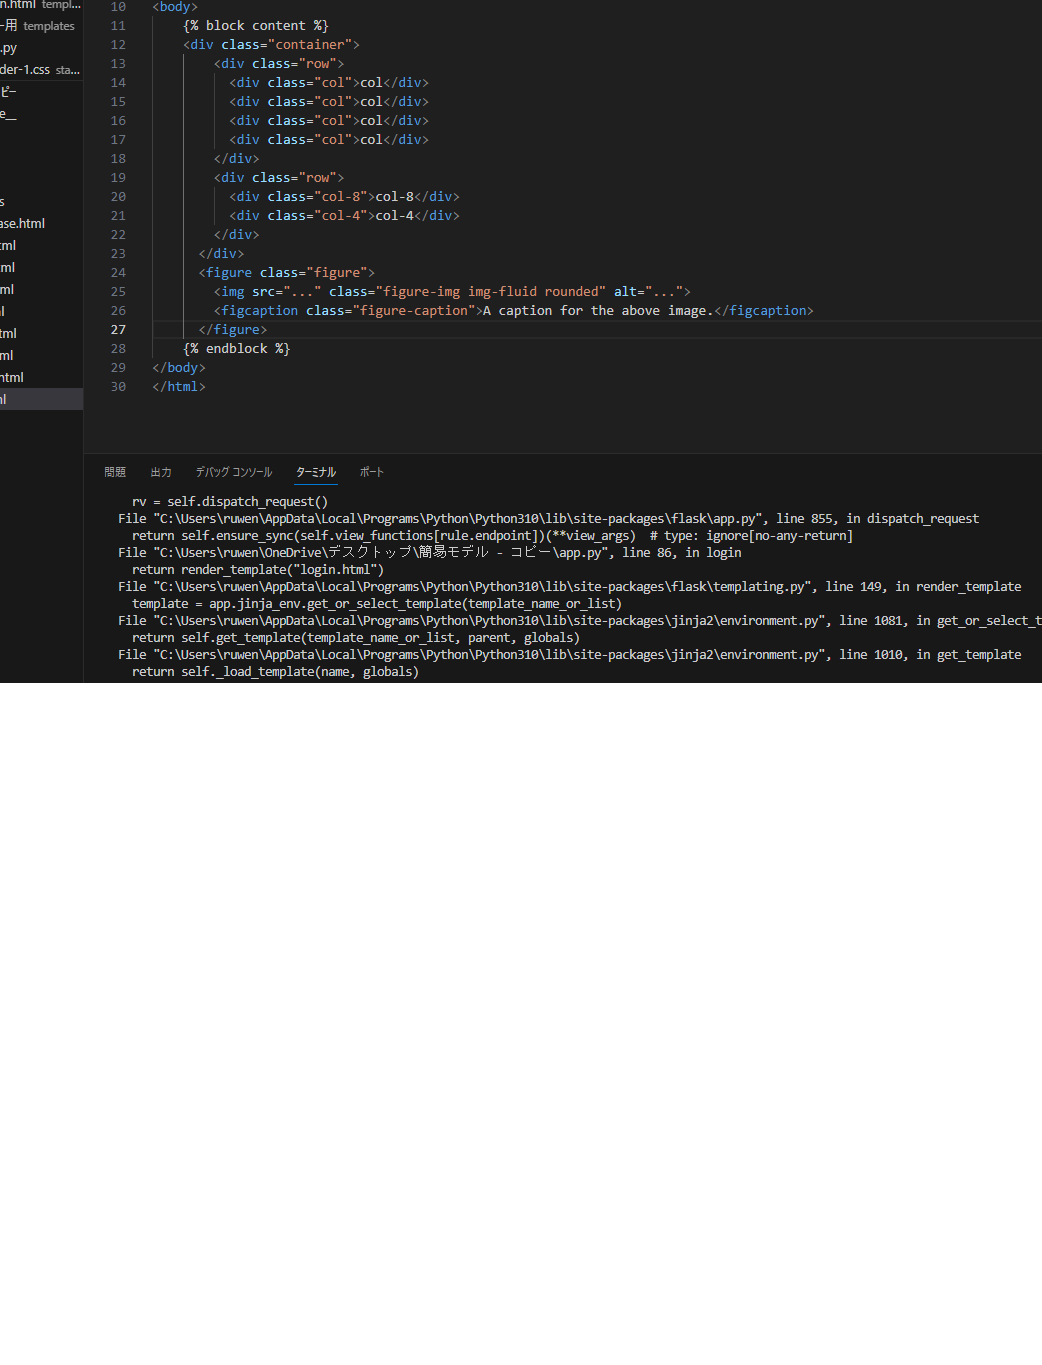 n.html templ...
ー用 templates
.py
der-1.css sta...
ピー
e__
s
ase.html
tml
ml
ml
l
tml
ml
html
ml
10 <body>
11 {% block content %}
12 <div class="container">
13 <div class="row">
14 <div class="col">col</div>
15 <div class="col">col</div>
16 <div class="col">col</div>
17 <div class="col">col</div>
18 </div>
19 <div class="row">
20 <div class="col-8">col-8</div>
21 <div class="col-4">col-4</div>
22 </div>
23 </div>
24 <figure class="figure">
25 <img src="..." class="figure-img img-fluid rounded" alt="...">
26 <figcaption class="figure-caption">A caption for the above image.</figcaption>
27 </figure>
28 {% endblock %}
29 </body>
30 </html>
問題 出力 デバッグ コンソール ターミナル ポート
rv = self.dispatch_request()
File "C:\Users\ruwen\AppData\Local\Programs\Python\Python310\lib\site-packages\flask\app.py", line 855, in dispatch_request
return self.ensure_sync(self.view_functions[rule.endpoint])(**view_args)  # type: ignore[no-any-return]
File "C:\Users\ruwen\OneDrive\デスクトップ\簡易モデル - コピー\app.py", line 86, in login
return render_template("login.html")
File "C:\Users\ruwen\AppData\Local\Programs\Python\Python310\lib\site-packages\flask\templating.py", line 149, in render_template
template = app.jinja_env.get_or_select_template(template_name_or_list)
File "C:\Users\ruwen\AppData\Local\Programs\Python\Python310\lib\site-packages\jinja2\environment.py", line 1081, in get_or_select_t
return self.get_template(template_name_or_list, parent, globals)
File "C:\Users\ruwen\AppData\Local\Programs\Python\Python310\lib\site-packages\jinja2\environment.py", line 1010, in get_template
return self._load_template(name, globals)